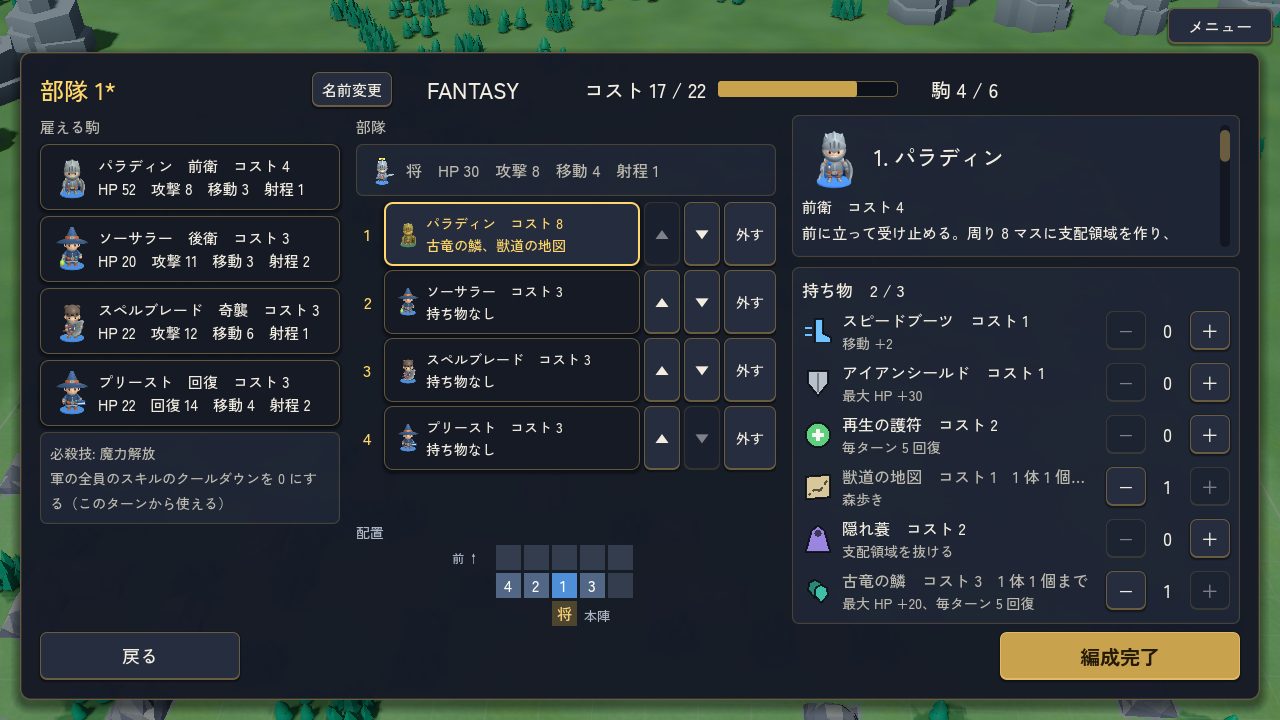 メニュー
部隊 1*
名前変更
FANTASY
コスト 17 / 22
駒 4 / 6
雇える駒
パラディン 前衛 コスト 4
HP 52 攻撃 8 移動 3 射程 1
ソーサラー 後衛 コスト 3
HP 20 攻撃 11 移動 3 射程 2
スペルブレード 奇襲 コスト 3
HP 22 攻撃 12 移動 6 射程 1
プリースト 回復 コスト 3
HP 22 回復 14 移動 4 射程 2
必殺技: 魔力解放
軍の全員のスキルのクールダウンを 0 にす
る（このターンから使える）
部隊
将 HP 30 攻撃 8 移動 4 射程 1
1
パラディン コスト 8
古竜の鱗、獣道の地図
▲
▼
外す
2
ソーサラー コスト 3
持ち物なし
▲
▼
外す
3
スペルブレード コスト 3
持ち物なし
▲
▼
外す
4
プリースト コスト 3
持ち物なし
▲
▼
外す
配置
前 ↑
4 2 1 3
将 本陣
1. パラディン
前衛 コスト 4
前に立って受け止める。周り 8 マスに支配領域を作り、
持ち物 2 / 3
スピードブーツ コスト 1
移動 +2
− 0 +
アイアンシールド コスト 1
最大 HP +30
− 0 +
再生の護符 コスト 2
毎ターン 5 回復
− 0 +
獣道の地図 コスト 1 1 体 1 個…
森歩き
− 1 +
隠れ蓑 コスト 2
支配領域を抜ける
− 0 +
古竜の鱗 コスト 3 1 体 1 個まで
最大 HP +20、毎ターン 5 回復
− 1 +
戻る
編成完了